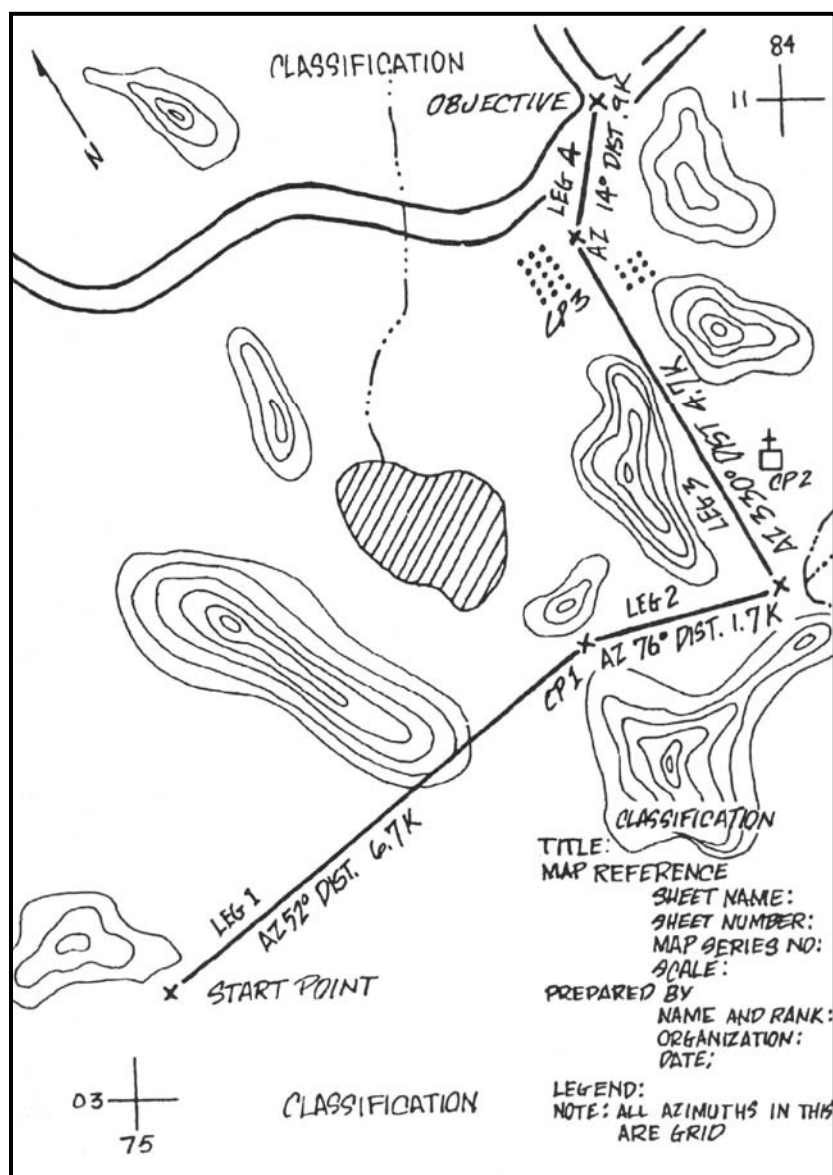 84
CLASSIFICATION
11
OBJECTIVE
LEG 4
AZ 14° DIST. 9K
N
CP3
LEG 3
AZ 330° DIST 4.7K
CP2
LEG 2
AZ 76° DIST. 1.7K
CP1
LEG 1
AZ 52° DIST. 6.7K
START POINT
CLASSIFICATION
TITLE:
MAP REFERENCE
SHEET NAME:
SHEET NUMBER:
MAP SERIES NO:
SCALE:
PREPARED BY
NAME AND RANK:
ORGANIZATION:
DATE;
LEGEND:
NOTE: ALL AZIMUTHS IN THIS
ARE GRID
03
75
CLASSIFICATION